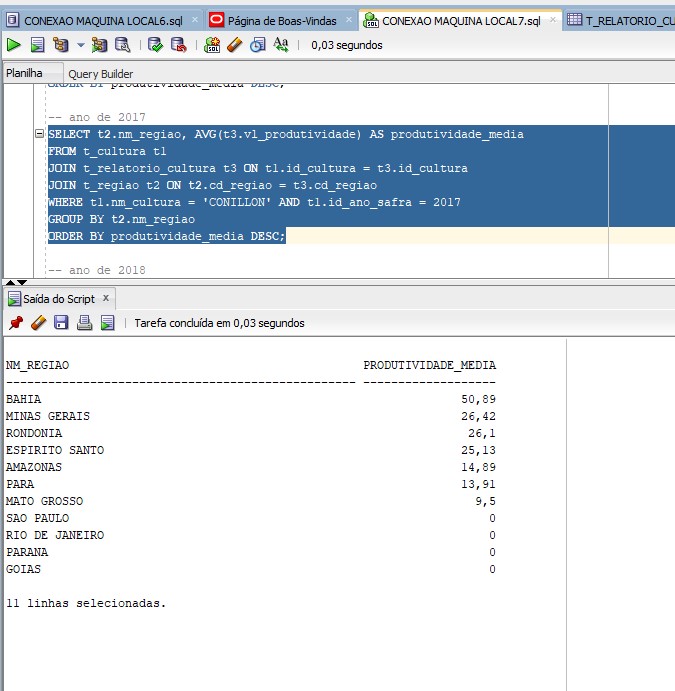 CONEXAO MAQUINA LOCAL6.sql × Página de Boas-Vindas × CONEXAO MAQUINA LOCAL7.sql × T_RELATORIO_CU
SQL SQL Aa 0,03 segundos
Planilha Query Builder
ORDER BY produtividade_media DESC;
-- ano de 2017
SELECT t2.nm_regiao, AVG(t3.vl_produtividade) AS produtividade_media
FROM t_cultura t1
JOIN t_relatorio_cultura t3 ON t1.id_cultura = t3.id_cultura
JOIN t_regiao t2 ON t2.cd_regiao = t3.cd_regiao
WHERE t1.nm_cultura = 'CONILLON' AND t1.id_ano_safra = 2017
GROUP BY t2.nm_regiao
ORDER BY produtividade_media DESC;
-- ano de 2018
Saída do Script ×
Tarefa concluída em 0,03 segundos
NM_REGIAO PRODUTIVIDADE_MEDIA
-------------------------------------------------- -------------------
BAHIA 50,89
MINAS GERAIS 26,42
RONDONIA 26,1
ESPIRITO SANTO 25,13
AMAZONAS 14,89
PARA 13,91
MATO GROSSO 9,5
SAO PAULO 0
RIO DE JANEIRO 0
PARANA 0
GOIAS 0
11 linhas selecionadas.